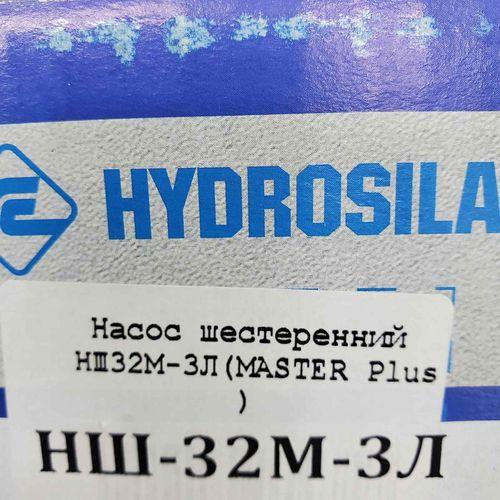 HYDROSILA
Насос шестеренний
НШ32М-3Л(MASTER Plus
)
НШ-32М-3Л